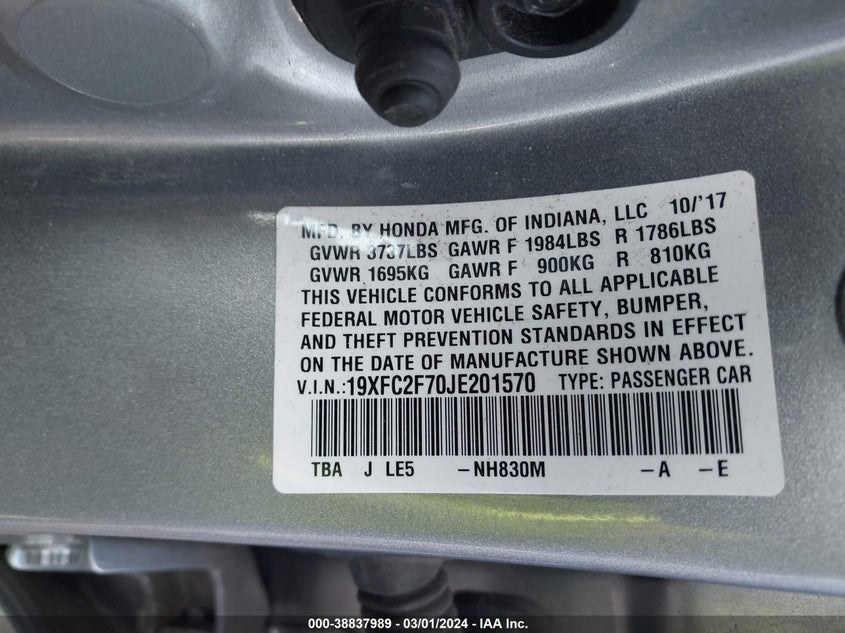 MFD. BY HONDA MFG. OF INDIANA, LLC 10/'17
GVWR 3737LBS GAWR F 1984LBS R 1786LBS
GVWR 1695KG GAWR F 900KG R 810KG
THIS VEHICLE CONFORMS TO ALL APPLICABLE
FEDERAL MOTOR VEHICLE SAFETY, BUMPER,
AND THEFT PREVENTION STANDARDS IN EFFECT
ON THE DATE OF MANUFACTURE SHOWN ABOVE.
V.I.N.:19XFC2F70JE201570 TYPE: PASSENGER CAR
TBA J LE5 -NH830M -A -E
000-38837989 — 03/01/2024 — IAA Inc.